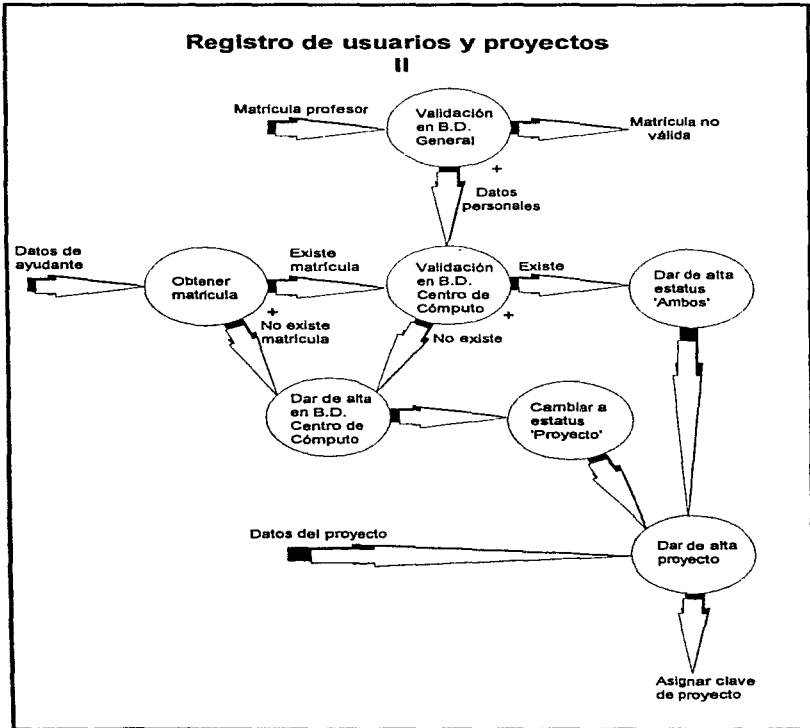 Registro de usuarios y proyectos
II
Matrícula profesor
Validación
en B.D.
General
Matrícula no
válida
+
Datos
personales
Datos de
ayudante
Obtener
matrícula
Existe
matrícula
Validación
en B.D.
Centro de
Cómputo
Existe
Dar de alta
estatus
'Ambos'
+
+
No existe
matrícula
No existe
Dar de alta
en B.D.
Centro de
Cómputo
Cambiar a
estatus
'Proyecto'
Datos del proyecto
Dar de alta
proyecto
Asignar clave
de proyecto